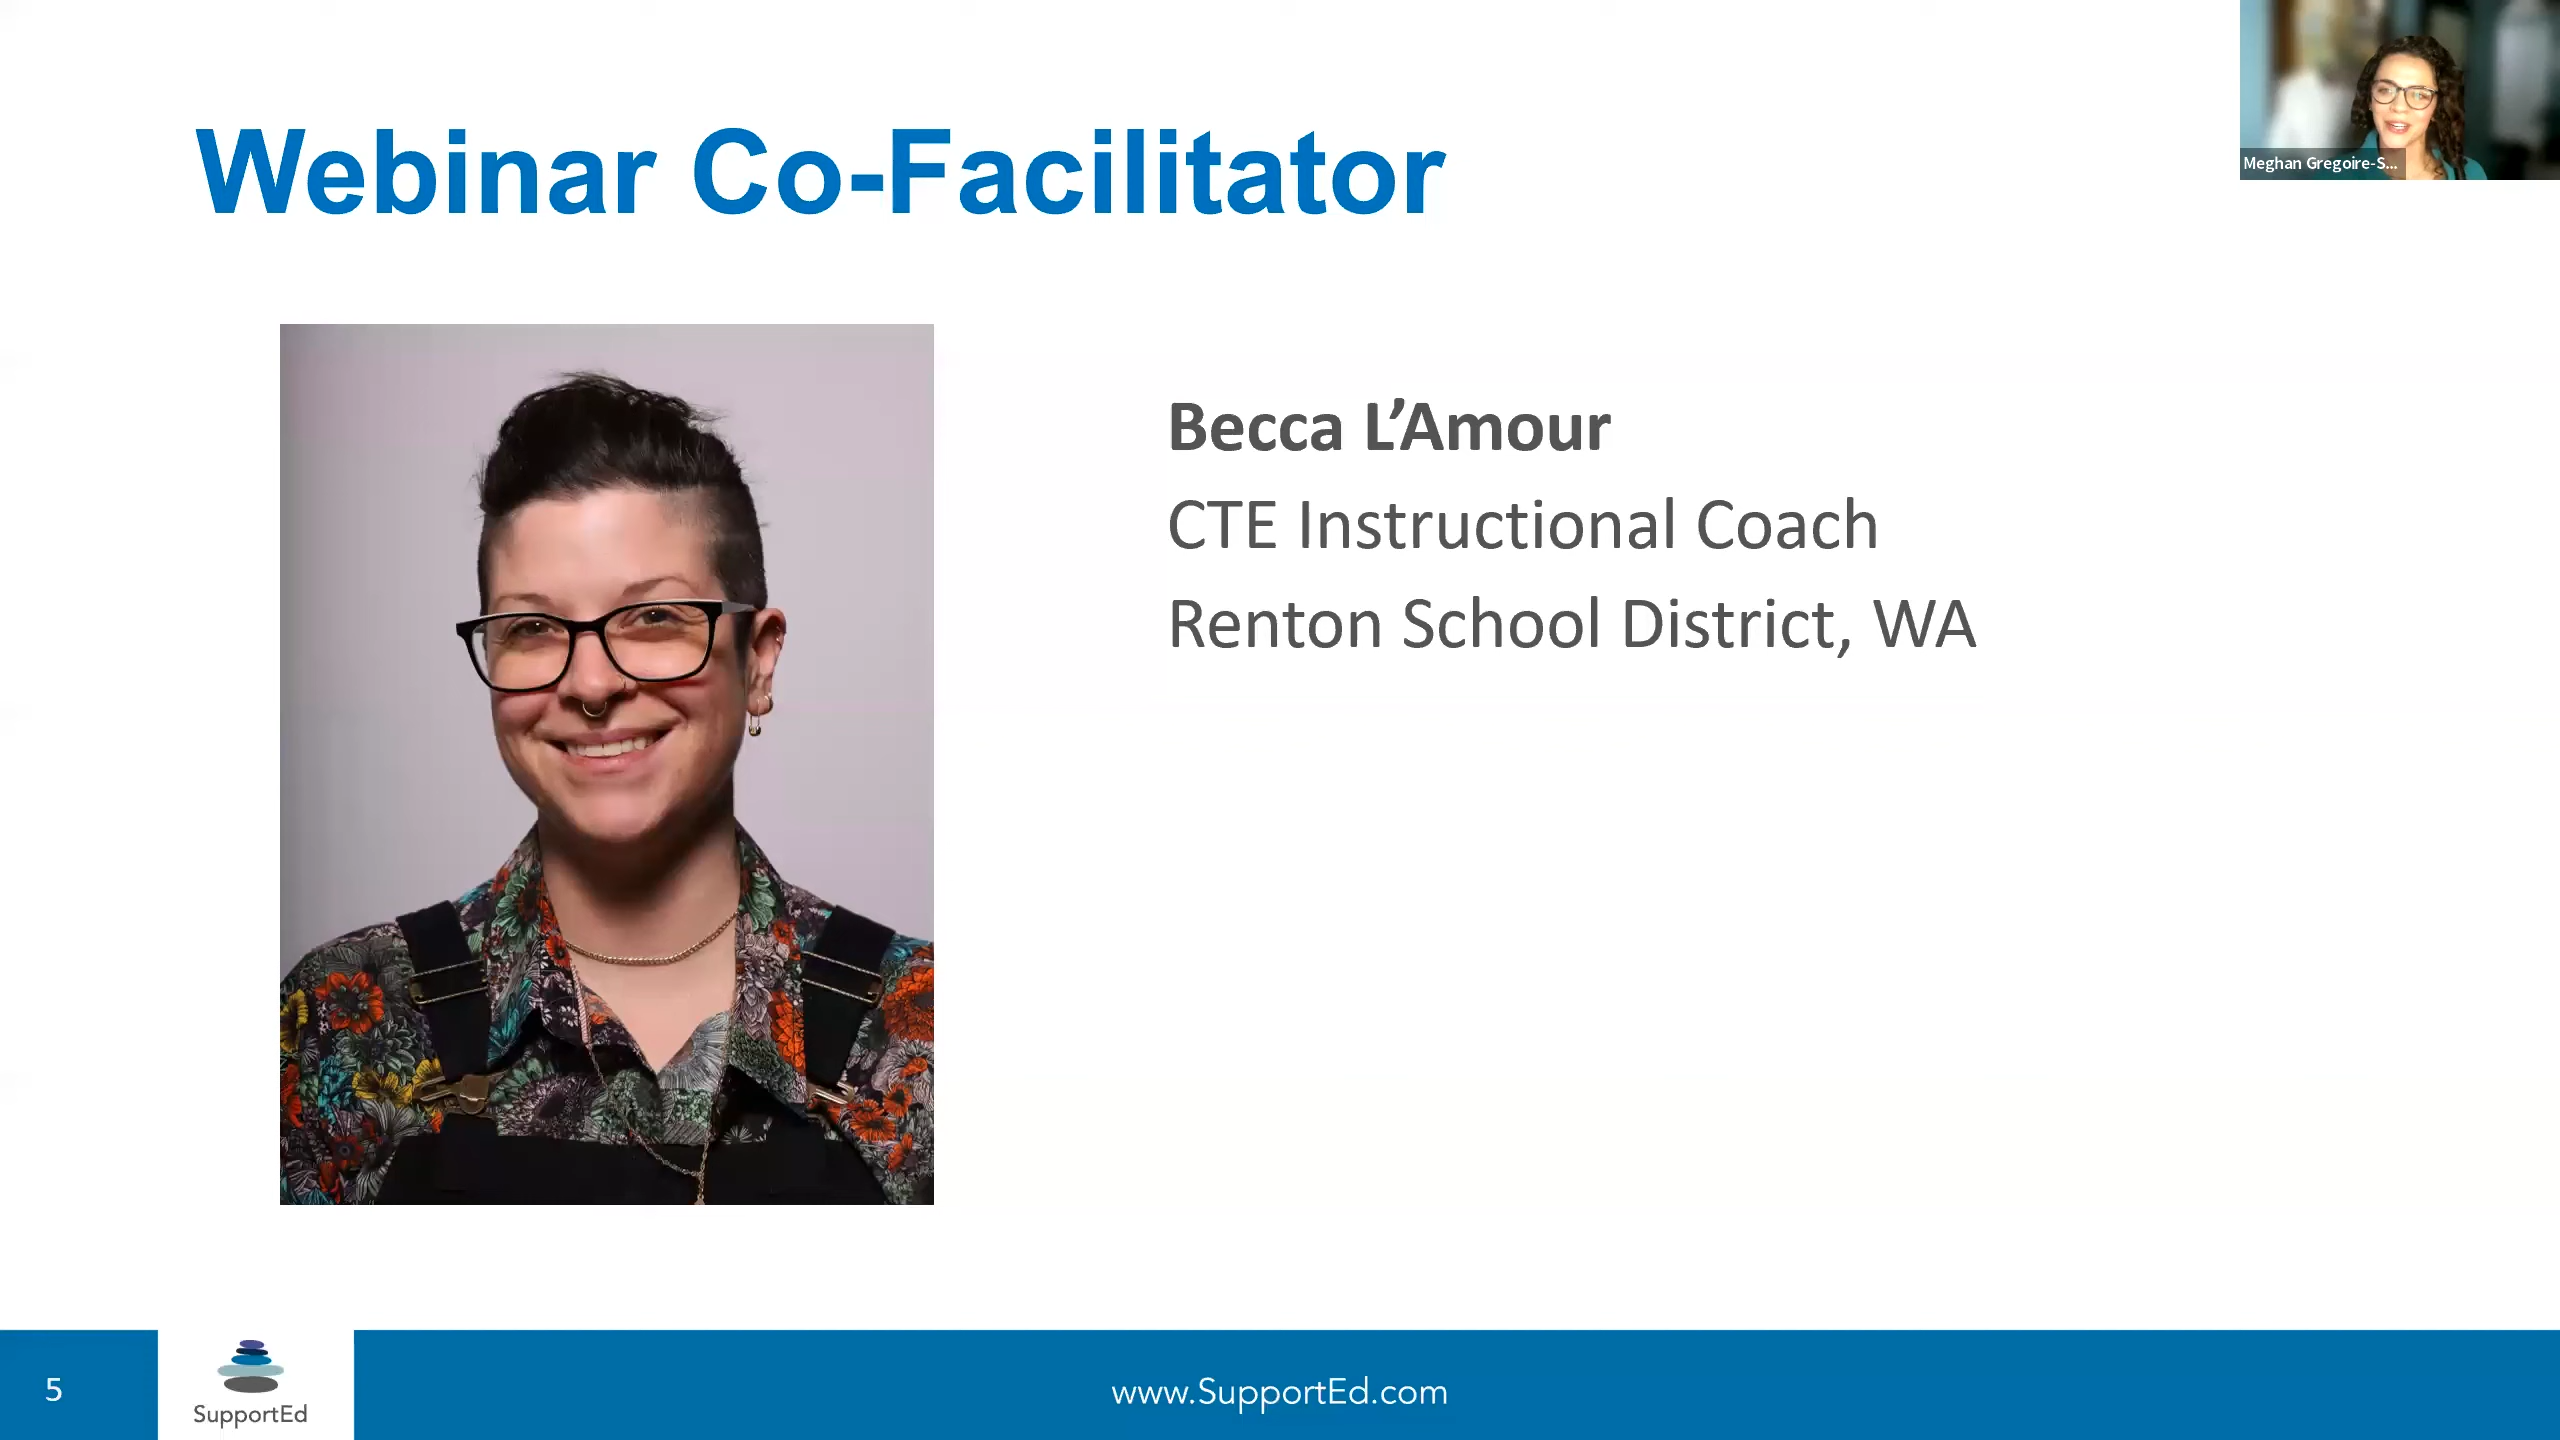 Meghan Gregoire-S...
Webinar Co-Facilitator
Becca L’Amour
CTE Instructional Coach
Renton School District, WA
5
SupportEd
www.SupportEd.com